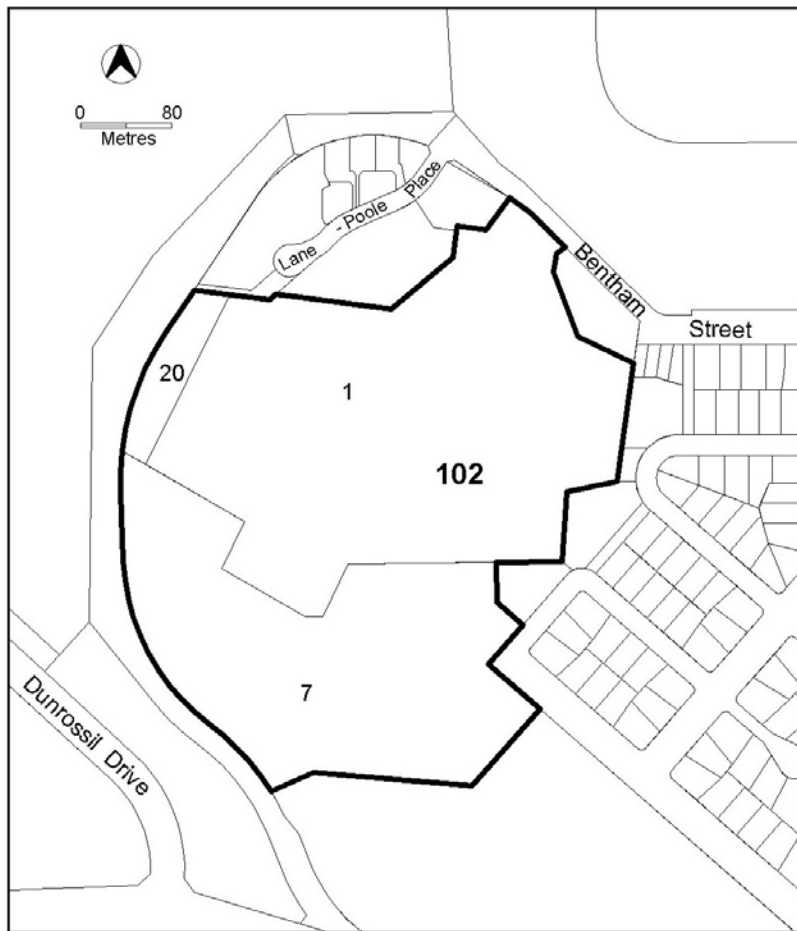 0 80
Metres
Lane - Poole Place
Bentham
Street
20
1
102
7
Dunrossil Drive